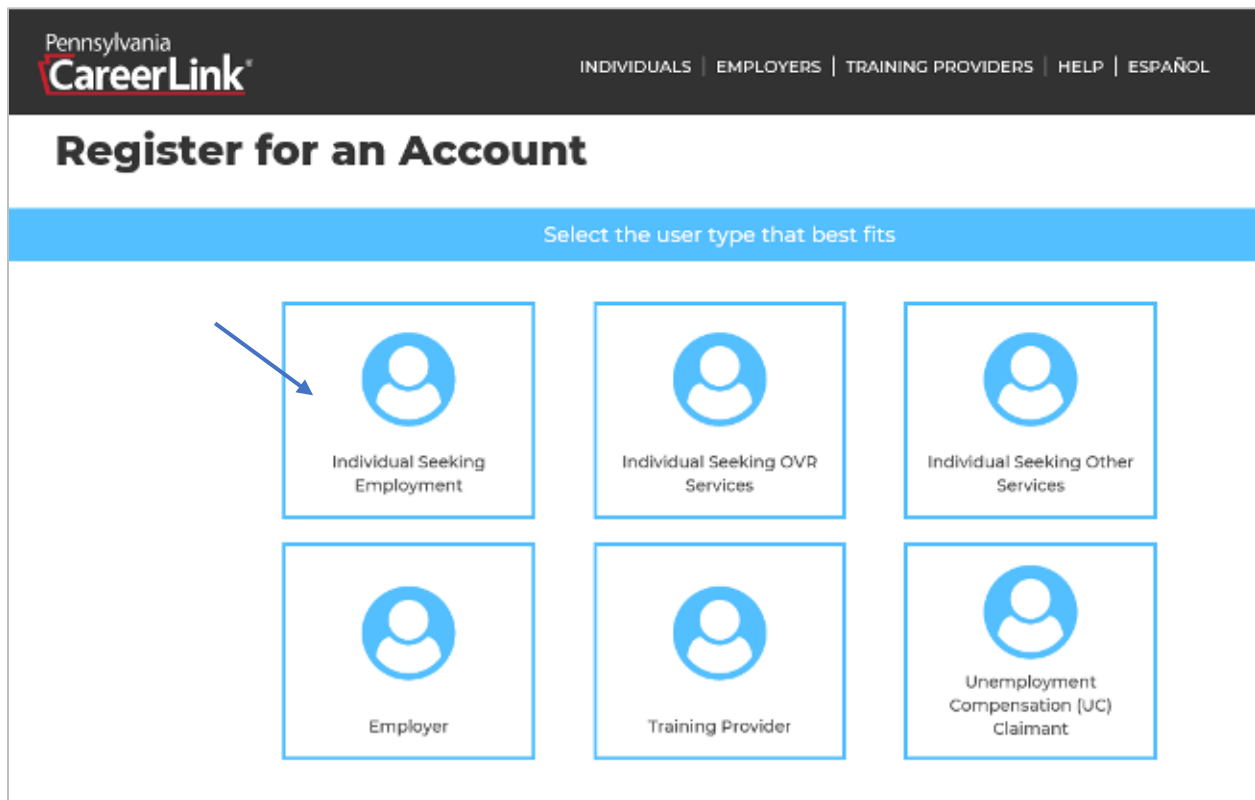 Pennsylvania
CareerLink®
INDIVIDUALS | EMPLOYERS | TRAINING PROVIDERS | HELP | ESPAÑOL
Register for an Account
Select the user type that best fits
Individual Seeking
Employment
Individual Seeking OVR
Services
Individual Seeking Other
Services
Employer
Training Provider
Unemployment
Compensation (UC)
Claimant